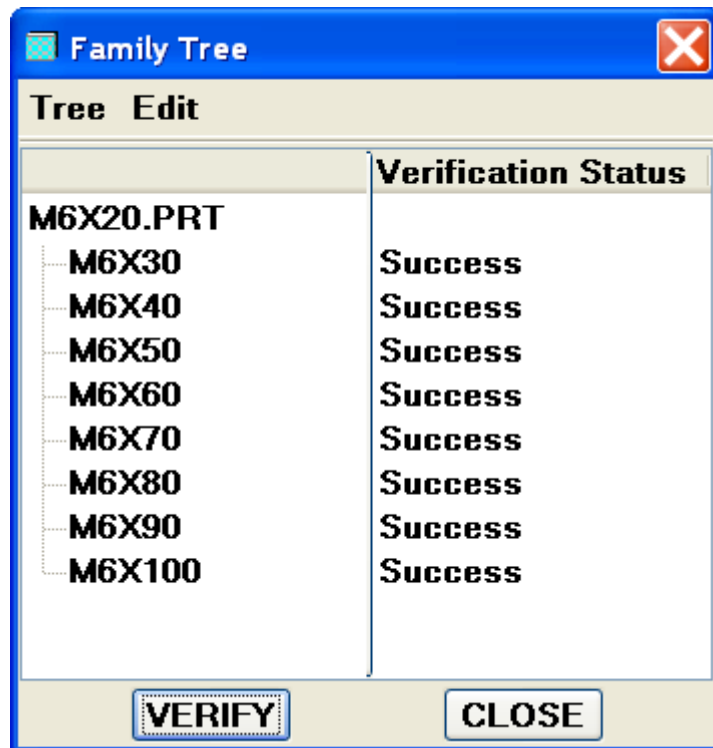 Family Tree
Tree Edit
Verification Status
M6X20.PRT
M6X30 Success
M6X40 Success
M6X50 Success
M6X60 Success
M6X70 Success
M6X80 Success
M6X90 Success
M6X100 Success
VERIFY CLOSE